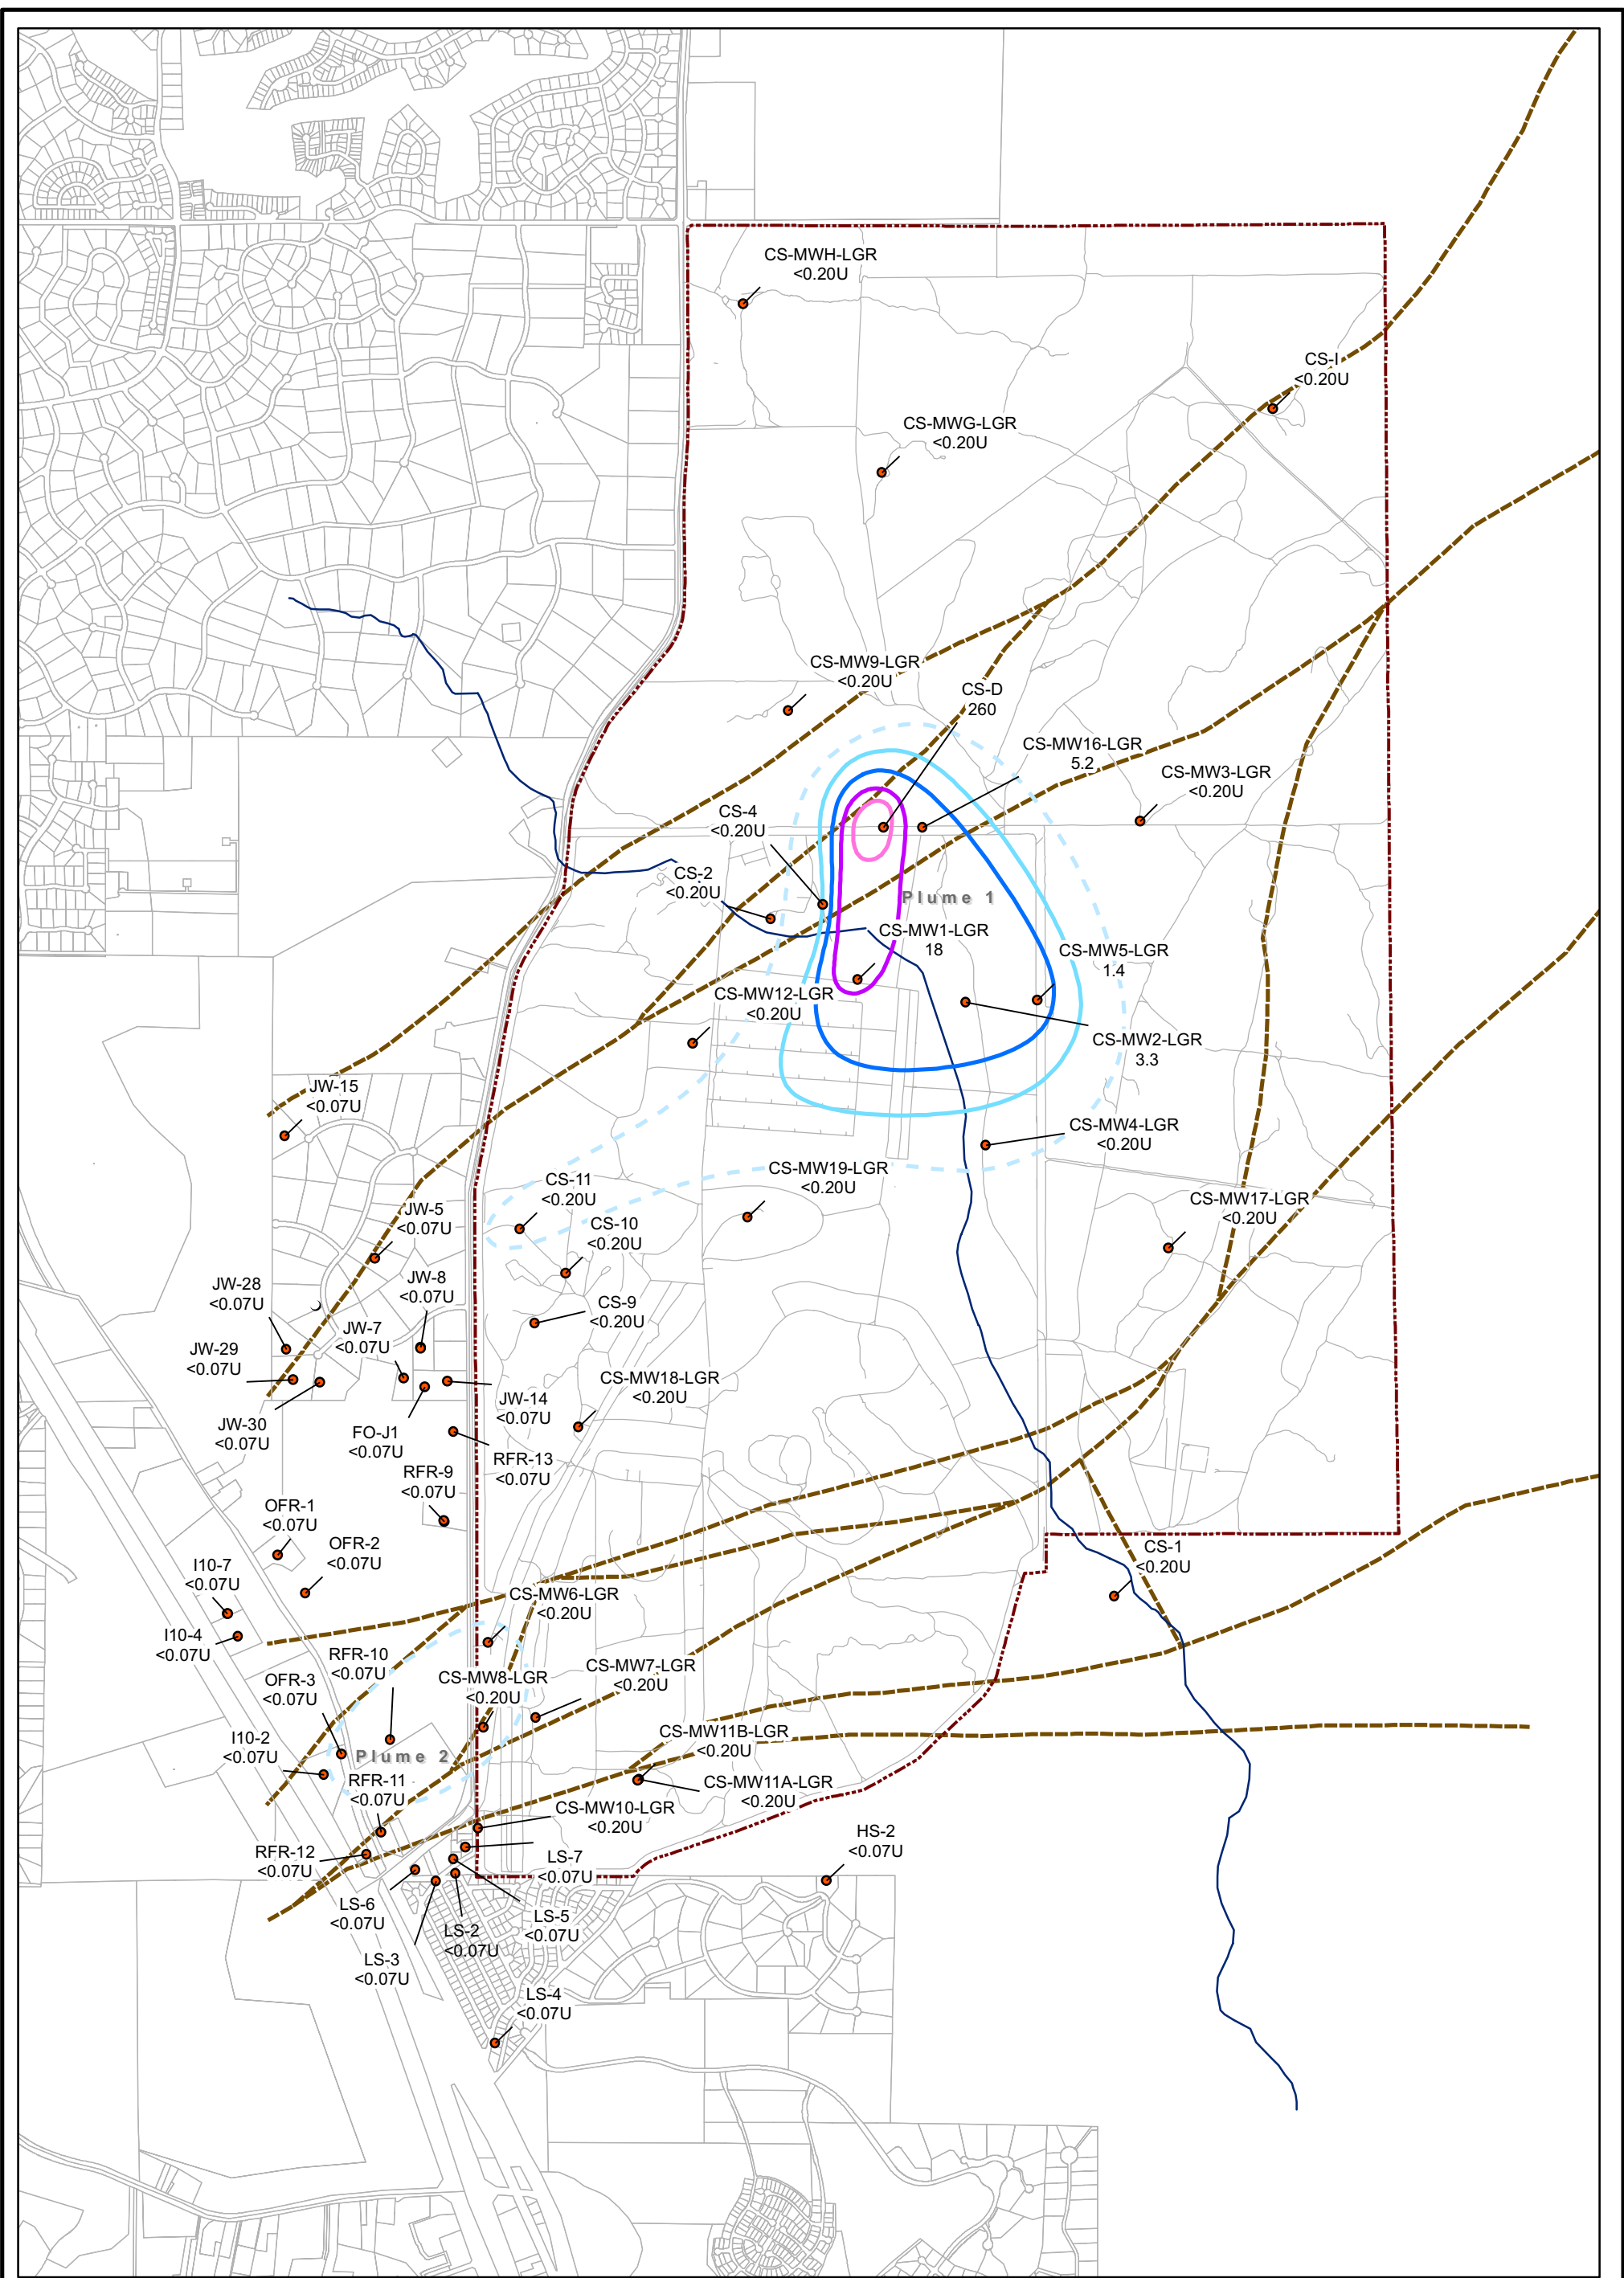 CS-MWH-LGR
<0.20U
CS-I
<0.20U
CS-MWG-LGR
<0.20U
CS-MW9-LGR
<0.20U
CS-D
260
CS-MW16-LGR
5.2
CS-MW3-LGR
<0.20U
CS-4
<0.20U
CS-2
<0.20U
Plume 1
CS-MW1-LGR
18
CS-MW5-LGR
1.4
CS-MW12-LGR
<0.20U
CS-MW2-LGR
3.3
JW-15
<0.07U
CS-MW4-LGR
<0.20U
CS-MW19-LGR
<0.20U
CS-11
<0.20U
CS-MW17-LGR
<0.20U
JW-5
<0.07U
CS-10
<0.20U
JW-28
<0.07U
JW-8
<0.07U
CS-9
<0.20U
JW-7
<0.07U
JW-29
<0.07U
CS-MW18-LGR
<0.20U
JW-14
<0.07U
JW-30
<0.07U
FO-J1
<0.07U
RFR-13
<0.07U
RFR-9
<0.07U
OFR-1
<0.07U
OFR-2
<0.07U
CS-1
<0.20U
I10-7
<0.07U
CS-MW6-LGR
<0.20U
I10-4
<0.07U
RFR-10
<0.07U
CS-MW7-LGR
<0.20U
OFR-3
<0.07U
CS-MW8-LGR
<0.20U
I10-2
<0.07U
Plume 2
CS-MW11B-LGR
<0.20U
RFR-11
<0.07U
CS-MW11A-LGR
<0.20U
CS-MW10-LGR
<0.20U
HS-2
<0.07U
RFR-12
<0.07U
LS-7
<0.07U
LS-6
<0.07U
LS-5
<0.07U
LS-2
<0.07U
LS-3
<0.07U
LS-4
<0.07U